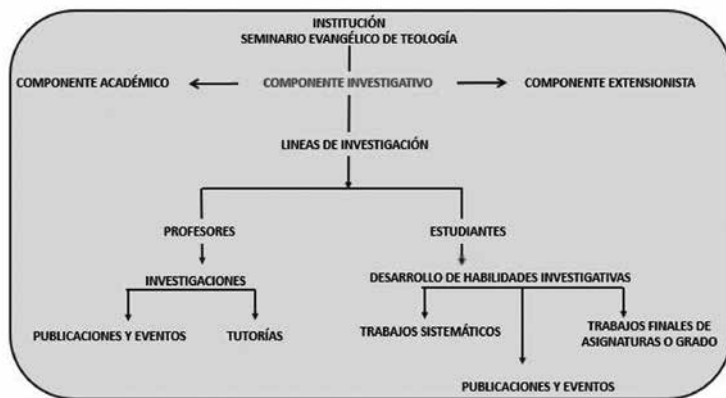 INSTITUCIÓN
SEMINARIO EVANGÉLICO DE TEOLOGÍA
COMPONENTE ACADÉMICO
COMPONENTE INVESTIGATIVO
COMPONENTE EXTENSIONISTA
LINEAS DE INVESTIGACIÓN
PROFESORES
ESTUDIANTES
INVESTIGACIONES
DESARROLLO DE HABILIDADES INVESTIGATIVAS
PUBLICACIONES Y EVENTOS
TUTORÍAS
TRABAJOS SISTEMÁTICOS
TRABAJOS FINALES DE
ASIGNATURAS O GRADO
PUBLICACIONES Y EVENTOS